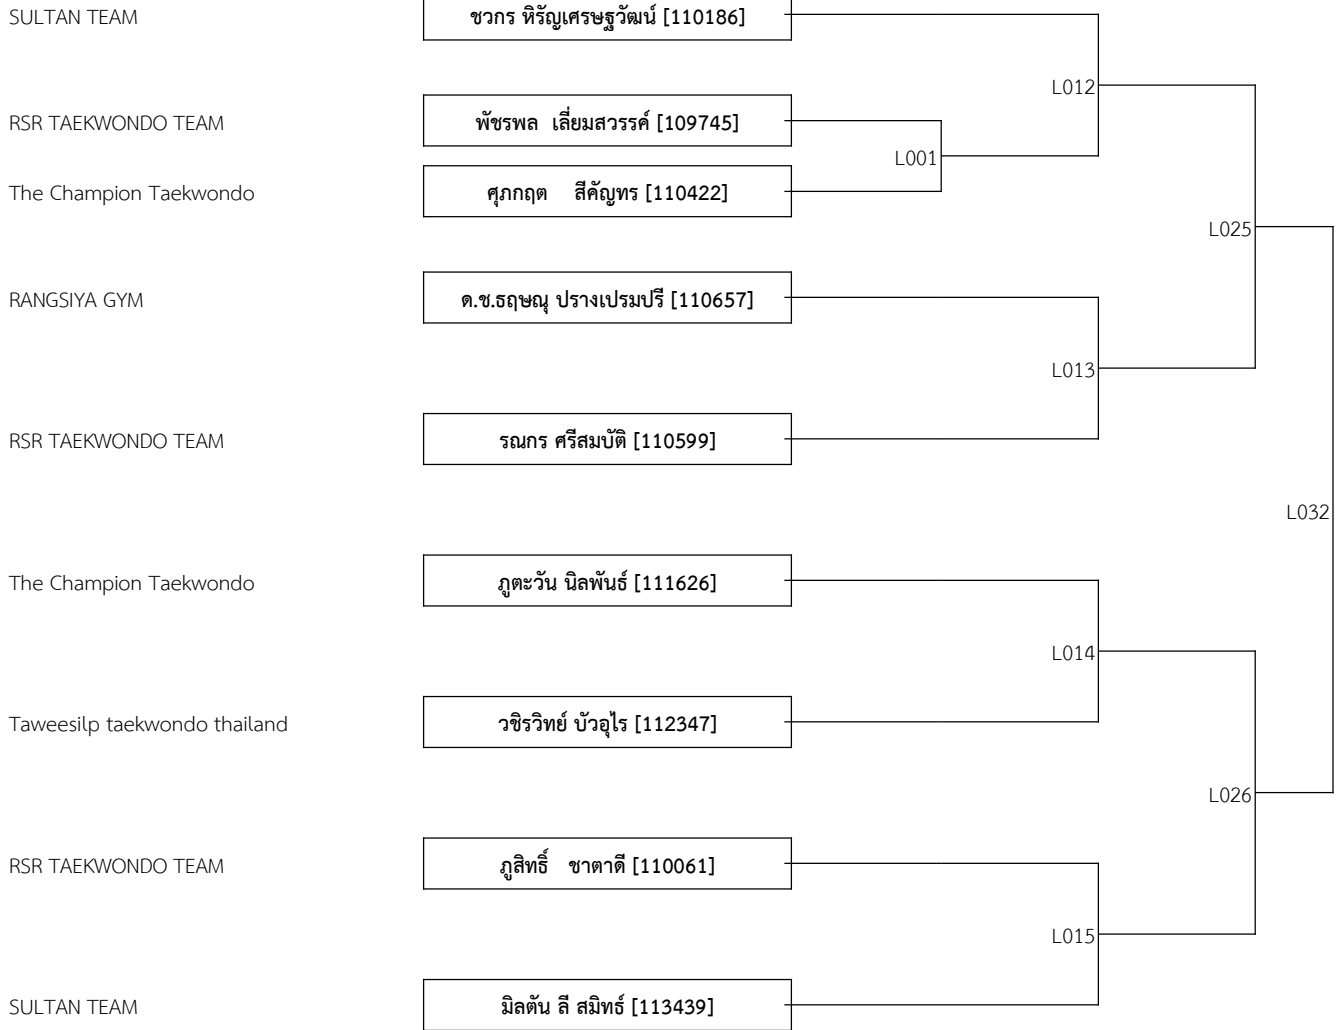 SULTAN TEAM ชวกร หิรัญเศรษฐวัฒน์ [110186]
L012
RSR TAEKWONDO TEAM พัชรพล เลี่ยมสวรรค์ [109745]
L001
The Champion Taekwondo ศุภกฤต สีคัญทร [110422]
L025
RANGSIYA GYM ด.ช.ธฤษณุ ปรางเปรมปรี [110657]
L013
RSR TAEKWONDO TEAM รณกร ศรีสมบัติ [110599]
L032
The Champion Taekwondo ภูตะวัน นิลพันธ์ [111626]
L014
Taweesilp taekwondo thailand วชิรวิทย์ บัวอุไร [112347]
L026
RSR TAEKWONDO TEAM ภูสิทธิ์ ชาตาดี [110061]
L015
SULTAN TEAM มิลตัน ลี สมิทธ์ [113439]